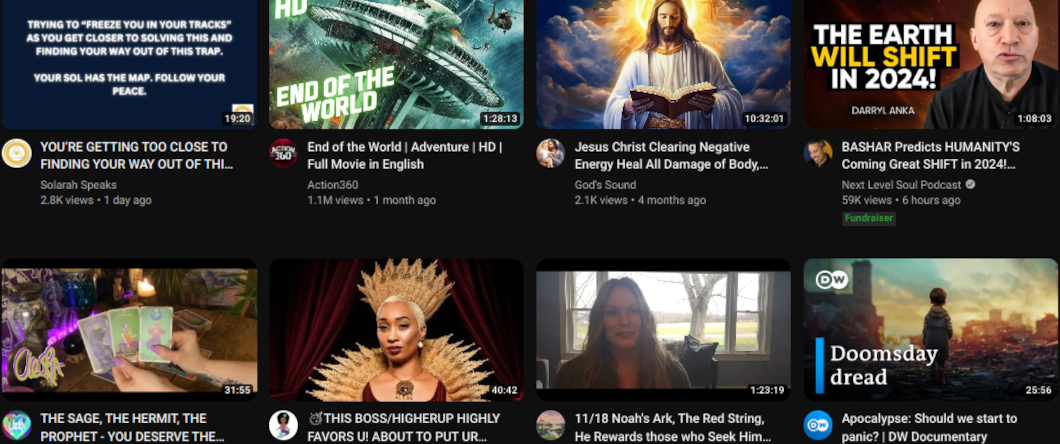 TRYING TO “FREEZE YOU IN YOUR TRACKS”
AS YOU GET CLOSER TO SOLVING THIS AND
FINDING YOUR WAY OUT OF THIS TRAP.
YOUR SOL HAS THE MAP. FOLLOW YOUR
PEACE.
19:20
HD
END OF THE
WORLD
1:28:13
10:32:01
THE EARTH
WILL SHIFT
IN 2024!
DARRYL ANKA
1:08:03
YOU'RE GETTING TOO CLOSE TO
FINDING YOUR WAY OUT OF THI...
Solarah Speaks
2.8K views • 1 day ago
ACTION
360
End of the World | Adventure | HD |
Full Movie in English
Action360
1.1M views • 1 month ago
Jesus Christ Clearing Negative
Energy Heal All Damage of Body,...
God's Sound
2.1K views • 4 months ago
BASHAR Predicts HUMANITY'S
Coming Great SHIFT in 2024!...
Next Level Soul Podcast
59K views • 6 hours ago
Fundraiser
31:55
40:42
1:23:19
DW
Doomsday
dread
25:56
THE SAGE, THE HERMIT, THE
PROPHET - YOU DESERVE THE...
THIS BOSS/HIGHERUP HIGHLY
FAVORS U! ABOUT TO PUT UR...
11/18 Noah's Ark, The Red String,
He Rewards those who Seek Him...
DW
Apocalypse: Should we start to
panic? | DW Documentary